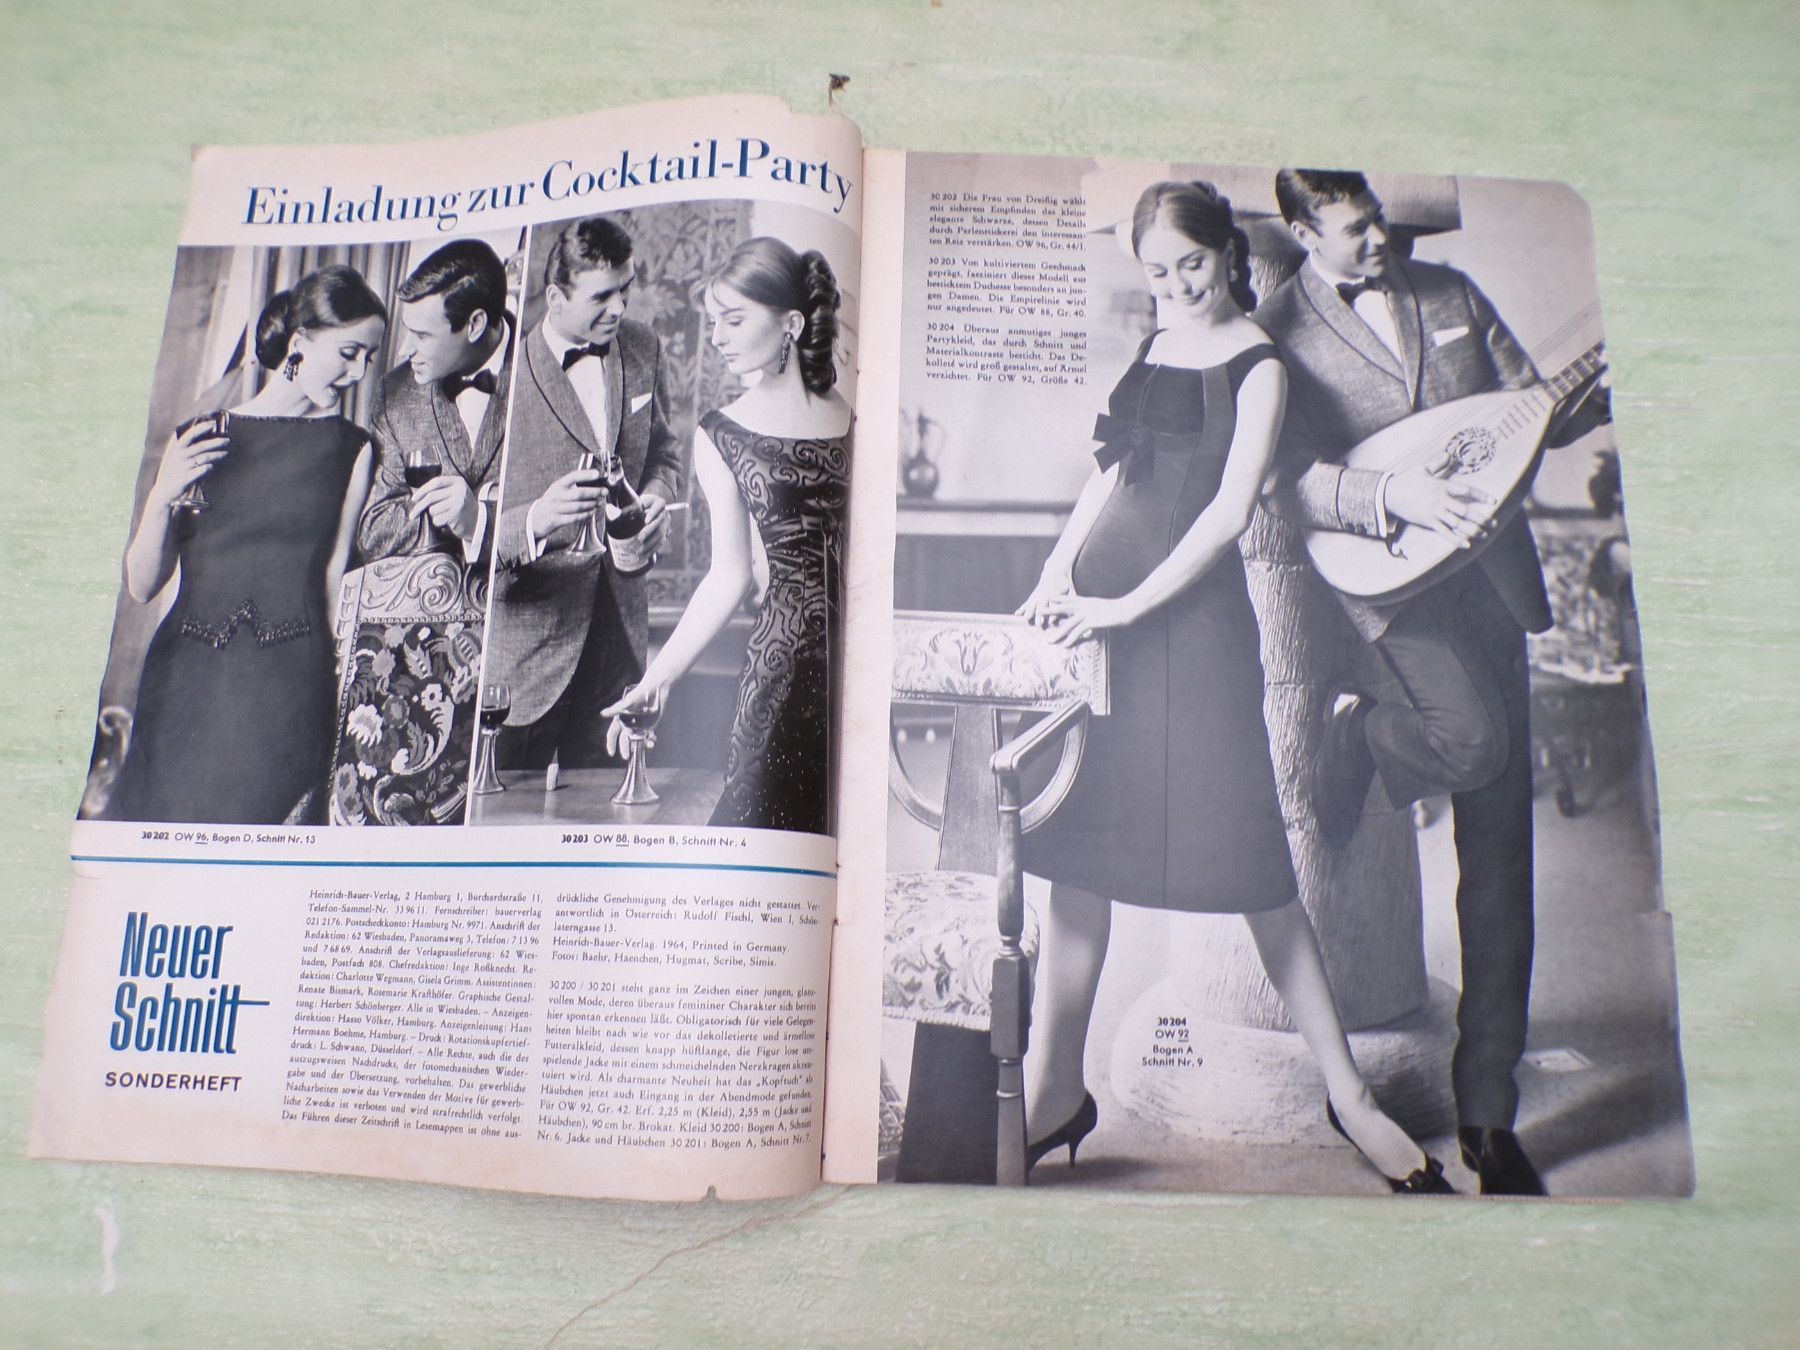 Einladung zur Cocktail-Party
30 202 OW 96, Bogen D, Schnitt Nr. 13
30 203 OW 88, Bogen B, Schnitt Nr. 4
Neuer
Schnitt
SONDERHEFT
Heinrich-Bauer-Verlag, 2 Hamburg 1, Burchardstraße 11,
Telefon-Sammel-Nr. 33 96 11. Fernschreiber: bauerverlag
021 2176. Postscheckkonto: Hamburg Nr. 9971. Anschrift der
Redaktion: 62 Wiesbaden, Panoramaweg 3, Telefon: 7 13 96
und 7 68 69. Anschrift der Verlagsauslieferung: 62 Wies-
baden, Postfach 808. Chefredaktion: Inge Roßknecht. Re-
daktion: Charlotte Wegmann, Gisela Grimm. Assistentinnen:
Renate Bismark, Rosemarie Krafthöfer. Graphische Gestal-
tung: Herbert Schönberger. Alle in Wiesbaden. – Anzeigen-
direktion: Hasso Völker, Hamburg. Anzeigenleitung: Hans
Hermann Boehme, Hamburg. – Druck: Rotationskupfertief-
druck: L. Schwann, Düsseldorf. – Alle Rechte, auch die des
auszugsweisen Nachdrucks, der fotomechanischen Wieder-
gabe und der Übersetzung, vorbehalten. Das gewerbliche
Nacharbeiten sowie das Verwenden der Motive für gewerb-
liche Zwecke ist verboten und wird strafrechtlich verfolgt.
Das Führen dieser Zeitschrift in Lesemappen ist ohne aus-
drückliche Genehmigung des Verlages nicht gestattet. Ver-
antwortlich in Österreich: Rudolf Fischl, Wien I, Schön-
laterngasse 13.
Heinrich-Bauer-Verlag. 1964, Printed in Germany.
Fotos: Baehr, Haenchen, Hugmat, Scribe, Simis.
30 200 / 30 201 steht ganz im Zeichen einer jungen, glanz-
vollen Mode, deren überaus femininer Charakter sich bereits
hier spontan erkennen läßt. Obligatorisch für viele Gelegen-
heiten bleibt nach wie vor das dekolletierte und ärmellose
Futteralkleid, dessen knapp hüftlange, die Figur lose um-
spielende Jacke mit einem schmeichelnden Nerzkragen akzen-
tuiert wird. Als charmante Neuheit hat das „Kopftuch" als
Häubchen jetzt auch Eingang in der Abendmode gefunden.
Für OW 92, Gr. 42. Erf. 2,25 m (Kleid), 2,55 m (Jacke und
Häubchen), 90 cm br. Brokat. Kleid 30 200: Bogen A, Schnitt
Nr. 6. Jacke und Häubchen 30 201: Bogen A, Schnitt Nr. 7.
30 202 Die Frau von Dreißig wählt
mit sicherem Empfinden das kleine
elegante Schwarze, dessen Details
durch Perlenstickerei den interessan-
ten Reiz verstärken. OW 96, Gr. 44/I.
30 203 Von kultiviertem Geschmack
geprägt, fasziniert dieses Modell aus
besticktem Duchesse besonders an jun-
gen Damen. Die Empirelinie wird
nur angedeutet. Für OW 88, Gr. 40.
30 204 Überaus anmutiges junges
Partykleid, das durch Schnitt und
Materialkontraste besticht. Das De-
kolleté wird groß gestaltet, auf Ärmel
verzichtet. Für OW 92, Größe 42.
30 204
OW 92
Bogen A
Schnitt Nr. 9